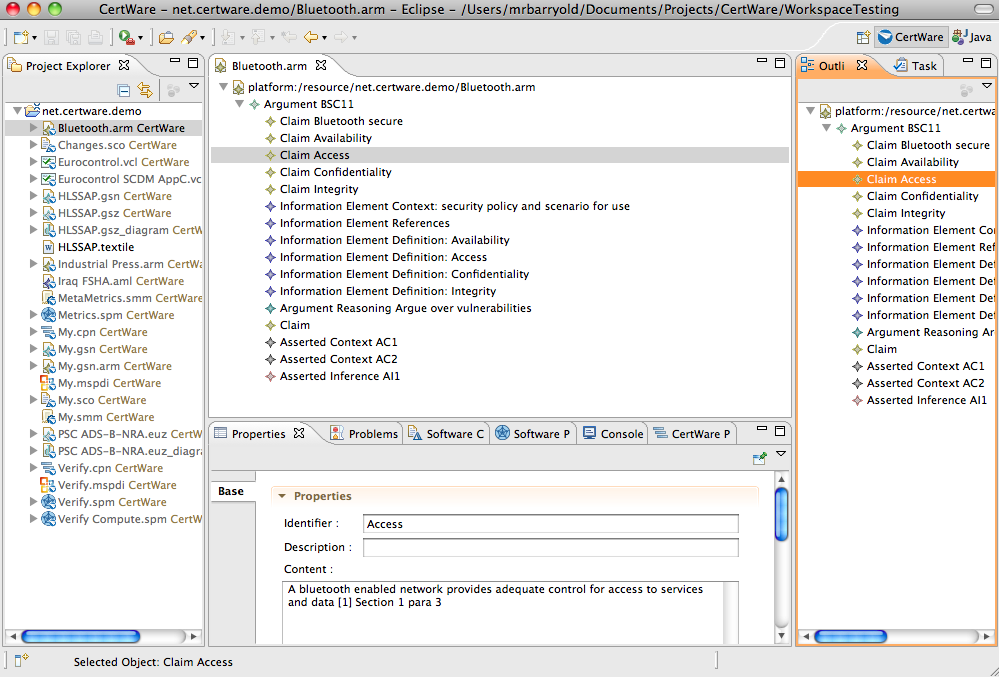 CertWare – net.certware.demo/Bluetooth.arm – Eclipse – /Users/mrbarryold/Documents/Projects/CertWare/WorkspaceTesting
CertWare
Java
Project Explorer
net.certware.demo
Bluetooth.arm CertWare
Changes.sco CertWare
Eurocontrol.vcl CertWare
Eurocontrol SCDM AppC.vc
HLSSAP.gsn CertWare
HLSSAP.gsz CertWare
HLSSAP.gsz_diagram CertW
HLSSAP.textile
Industrial Press.arm CertWa
Iraq FSHA.aml CertWare
MetaMetrics.smm CertWare
Metrics.spm CertWare
My.cpn CertWare
My.gsn CertWare
My.gsn.arm CertWare
My.mspdi CertWare
My.sco CertWare
My.smm CertWare
PSC ADS-B-NRA.euz CertW
PSC ADS-B-NRA.euz_diagra
Verify.cpn CertWare
Verify.mspdi CertWare
Verify.spm CertWare
Verify Compute.spm CertW
Bluetooth.arm
platform:/resource/net.certware.demo/Bluetooth.arm
Argument BSC11
Claim Bluetooth secure
Claim Availability
Claim Access
Claim Confidentiality
Claim Integrity
Information Element Context: security policy and scenario for use
Information Element References
Information Element Definition: Availability
Information Element Definition: Access
Information Element Definition: Confidentiality
Information Element Definition: Integrity
Argument Reasoning Argue over vulnerabilities
Claim
Asserted Context AC1
Asserted Context AC2
Asserted Inference AI1
Properties
Problems
Software C
Software P
Console
CertWare P
Base
Properties
Identifier :
Access
Description :
Content :
A bluetooth enabled network provides adequate control for access to services
and data [1] Section 1 para 3
Outli
Task
platform:/resource/net.certwa
Argument BSC11
Claim Bluetooth secure
Claim Availability
Claim Access
Claim Confidentiality
Claim Integrity
Information Element Con
Information Element Ref
Information Element Def
Information Element Def
Information Element Def
Information Element Def
Argument Reasoning Ar
Claim
Asserted Context AC1
Asserted Context AC2
Asserted Inference AI1
Selected Object: Claim Access